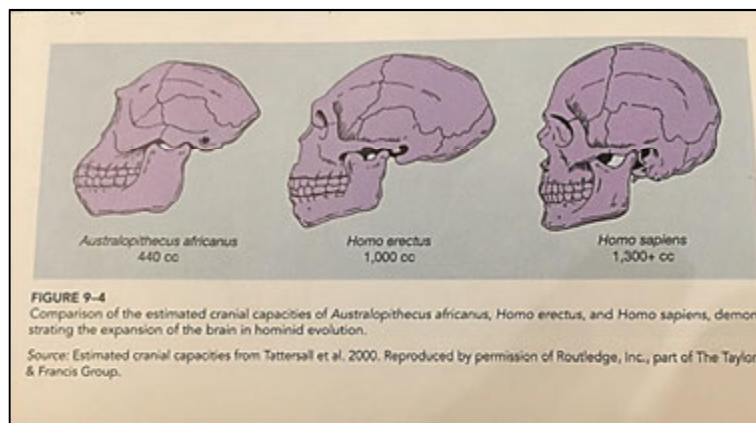 Australopithecus africanus
440 cc
Homo erectus
1,000 cc
Homo sapiens
1,300+ cc
FIGURE 9–4
Comparison of the estimated cranial capacities of Australopithecus africanus, Homo erectus, and Homo sapiens, demon
strating the expansion of the brain in hominid evolution.
Source: Estimated cranial capacities from Tattersall et al. 2000. Reproduced by permission of Routledge, Inc., part of The Taylor
& Francis Group.